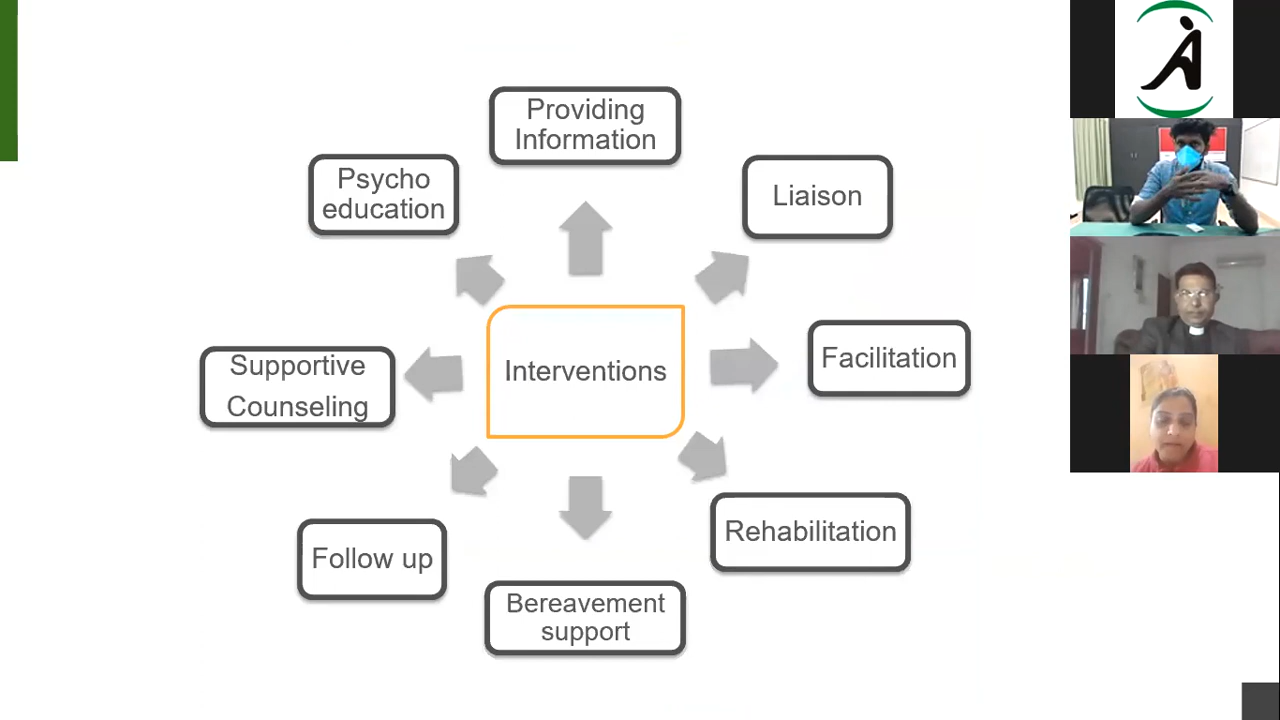 Providing
Information
Psycho
education
Liaison
Interventions
Supportive
Counseling
Facilitation
Follow up
Rehabilitation
Bereavement
support